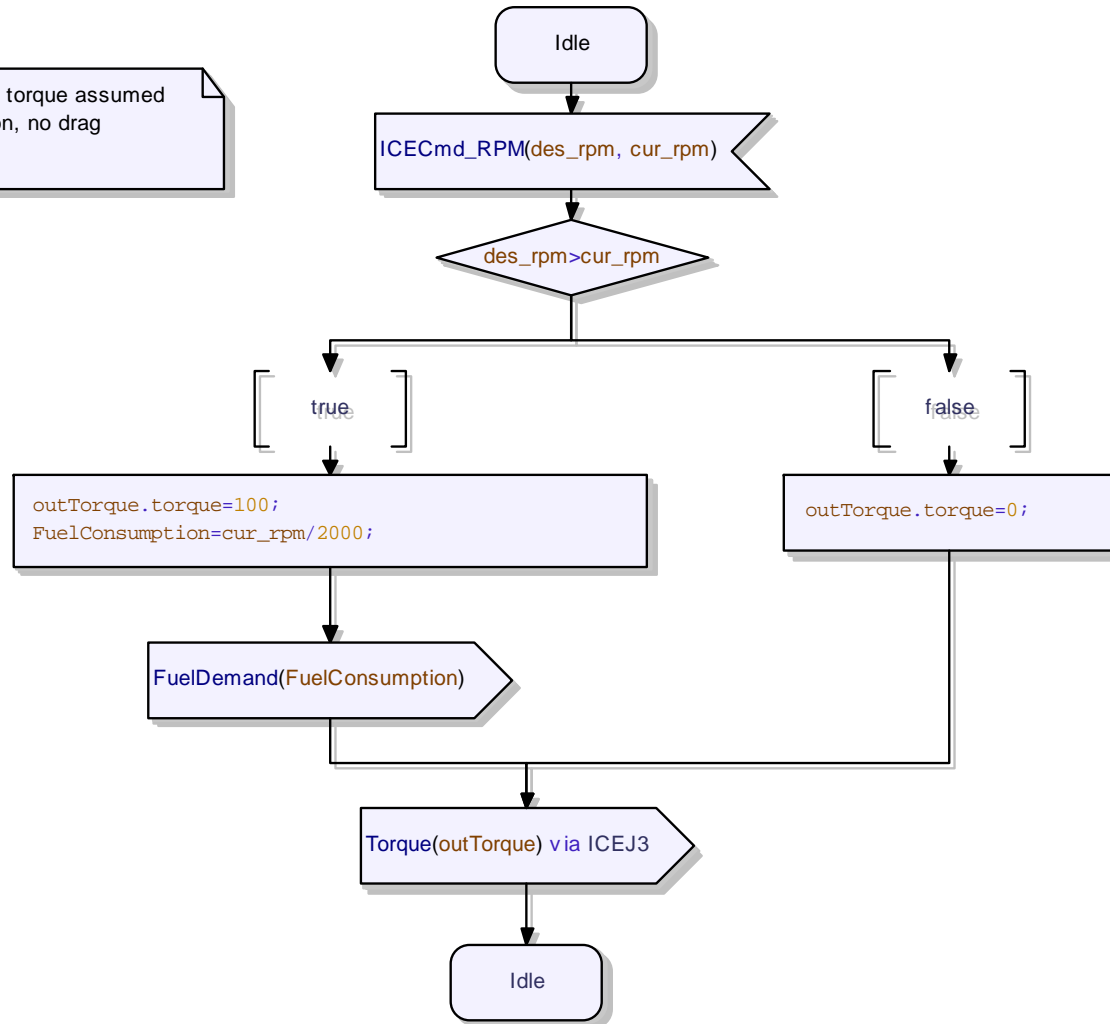 Idle
torque assumed
on, no drag
ICECmd_RPM(des_rpm, cur_rpm)
des_rpm>cur_rpm
true
false
outTorque.torque=100;
FuelConsumption=cur_rpm/2000;
outTorque.torque=0;
FuelDemand(FuelConsumption)
Torque(outTorque) via ICEJ3
Idle